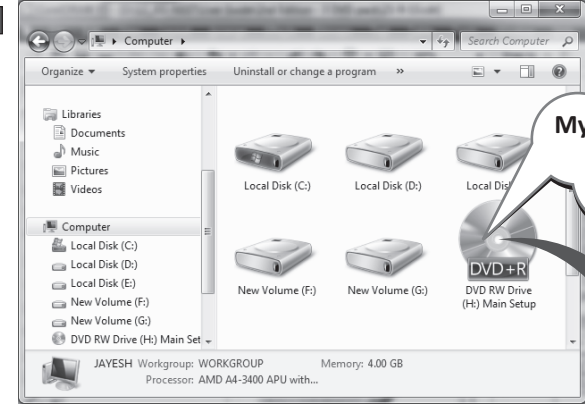 Computer
Search Computer
Organize
System properties
Uninstall or change a program
»
Libraries
Documents
Music
Pictures
Videos
Computer
Local Disk (C:)
Local Disk (D:)
Local Disk (E:)
New Volume (F:)
New Volume (G:)
DVD RW Drive (H:) Main Set
Local Disk (C:)
Local Disk (D:)
Local Dis
My
New Volume (F:)
New Volume (G:)
DVD+R
DVD RW Drive
(H:) Main Setup
JAYESH Workgroup: WORKGROUP Memory: 4.00 GB
Processor: AMD A4-3400 APU with...